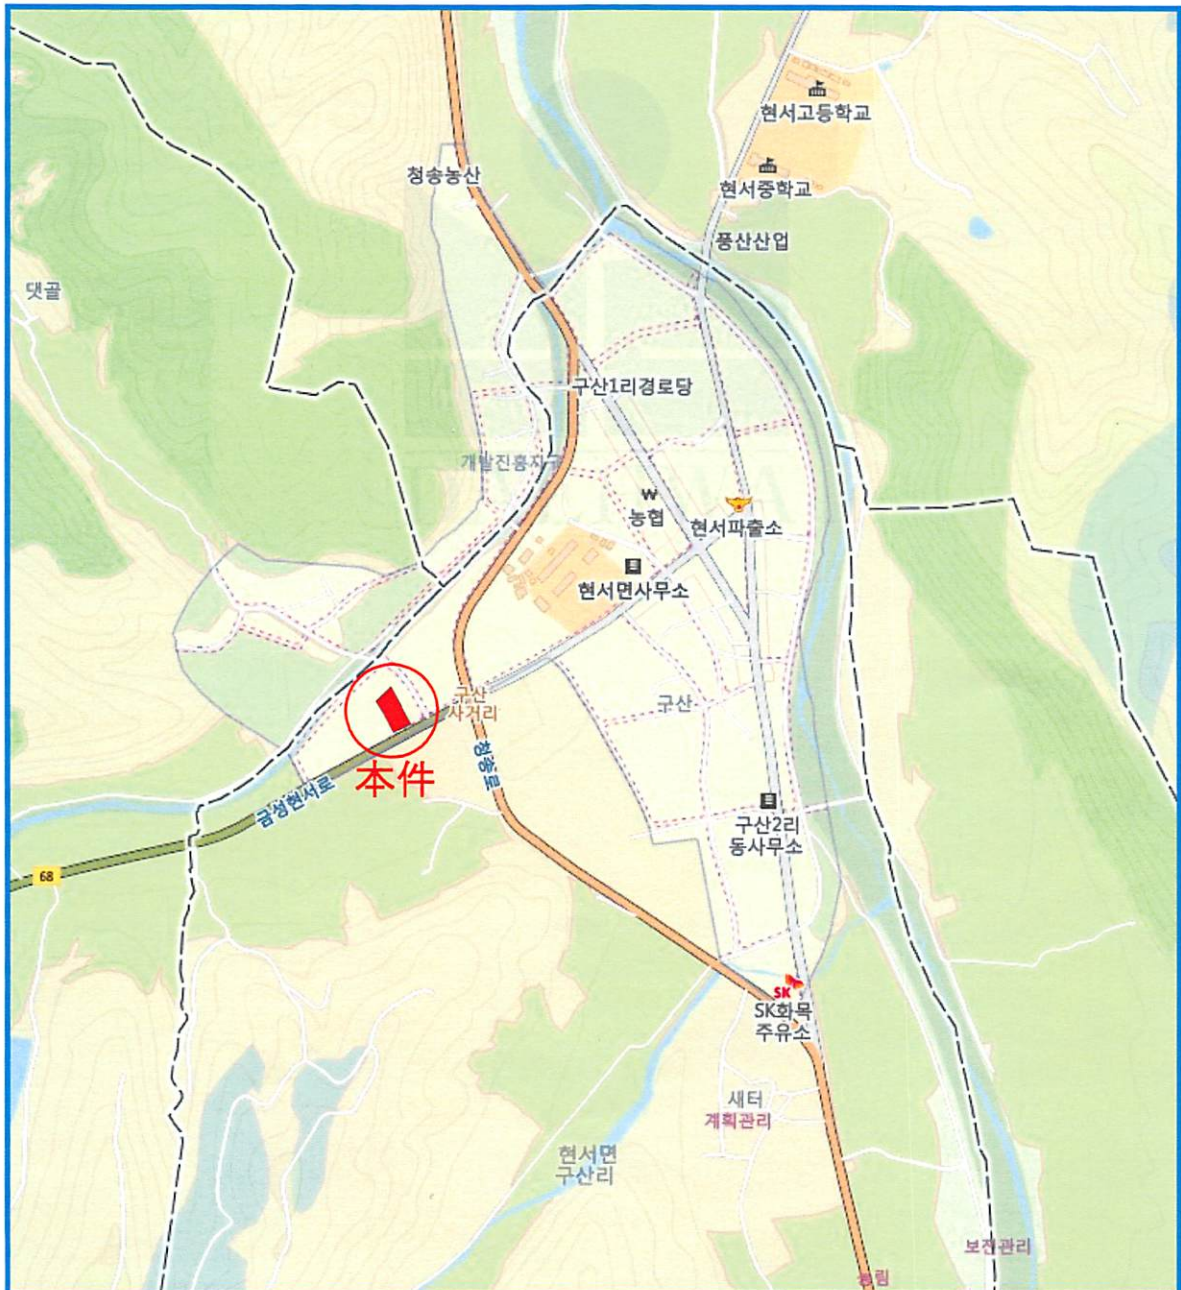 현서고등학교
청송농산
현서중학교
풍산산업
댓골
구산1리경로당
개발진흥지구
₩
농협
현서파출소
현서면사무소
구산
사거리
구산
청송로
本件
금성현서로
68
구산2리
동사무소
SK
SK화목
주유소
새터
계획관리
현서면
구산리
보전관리
농림